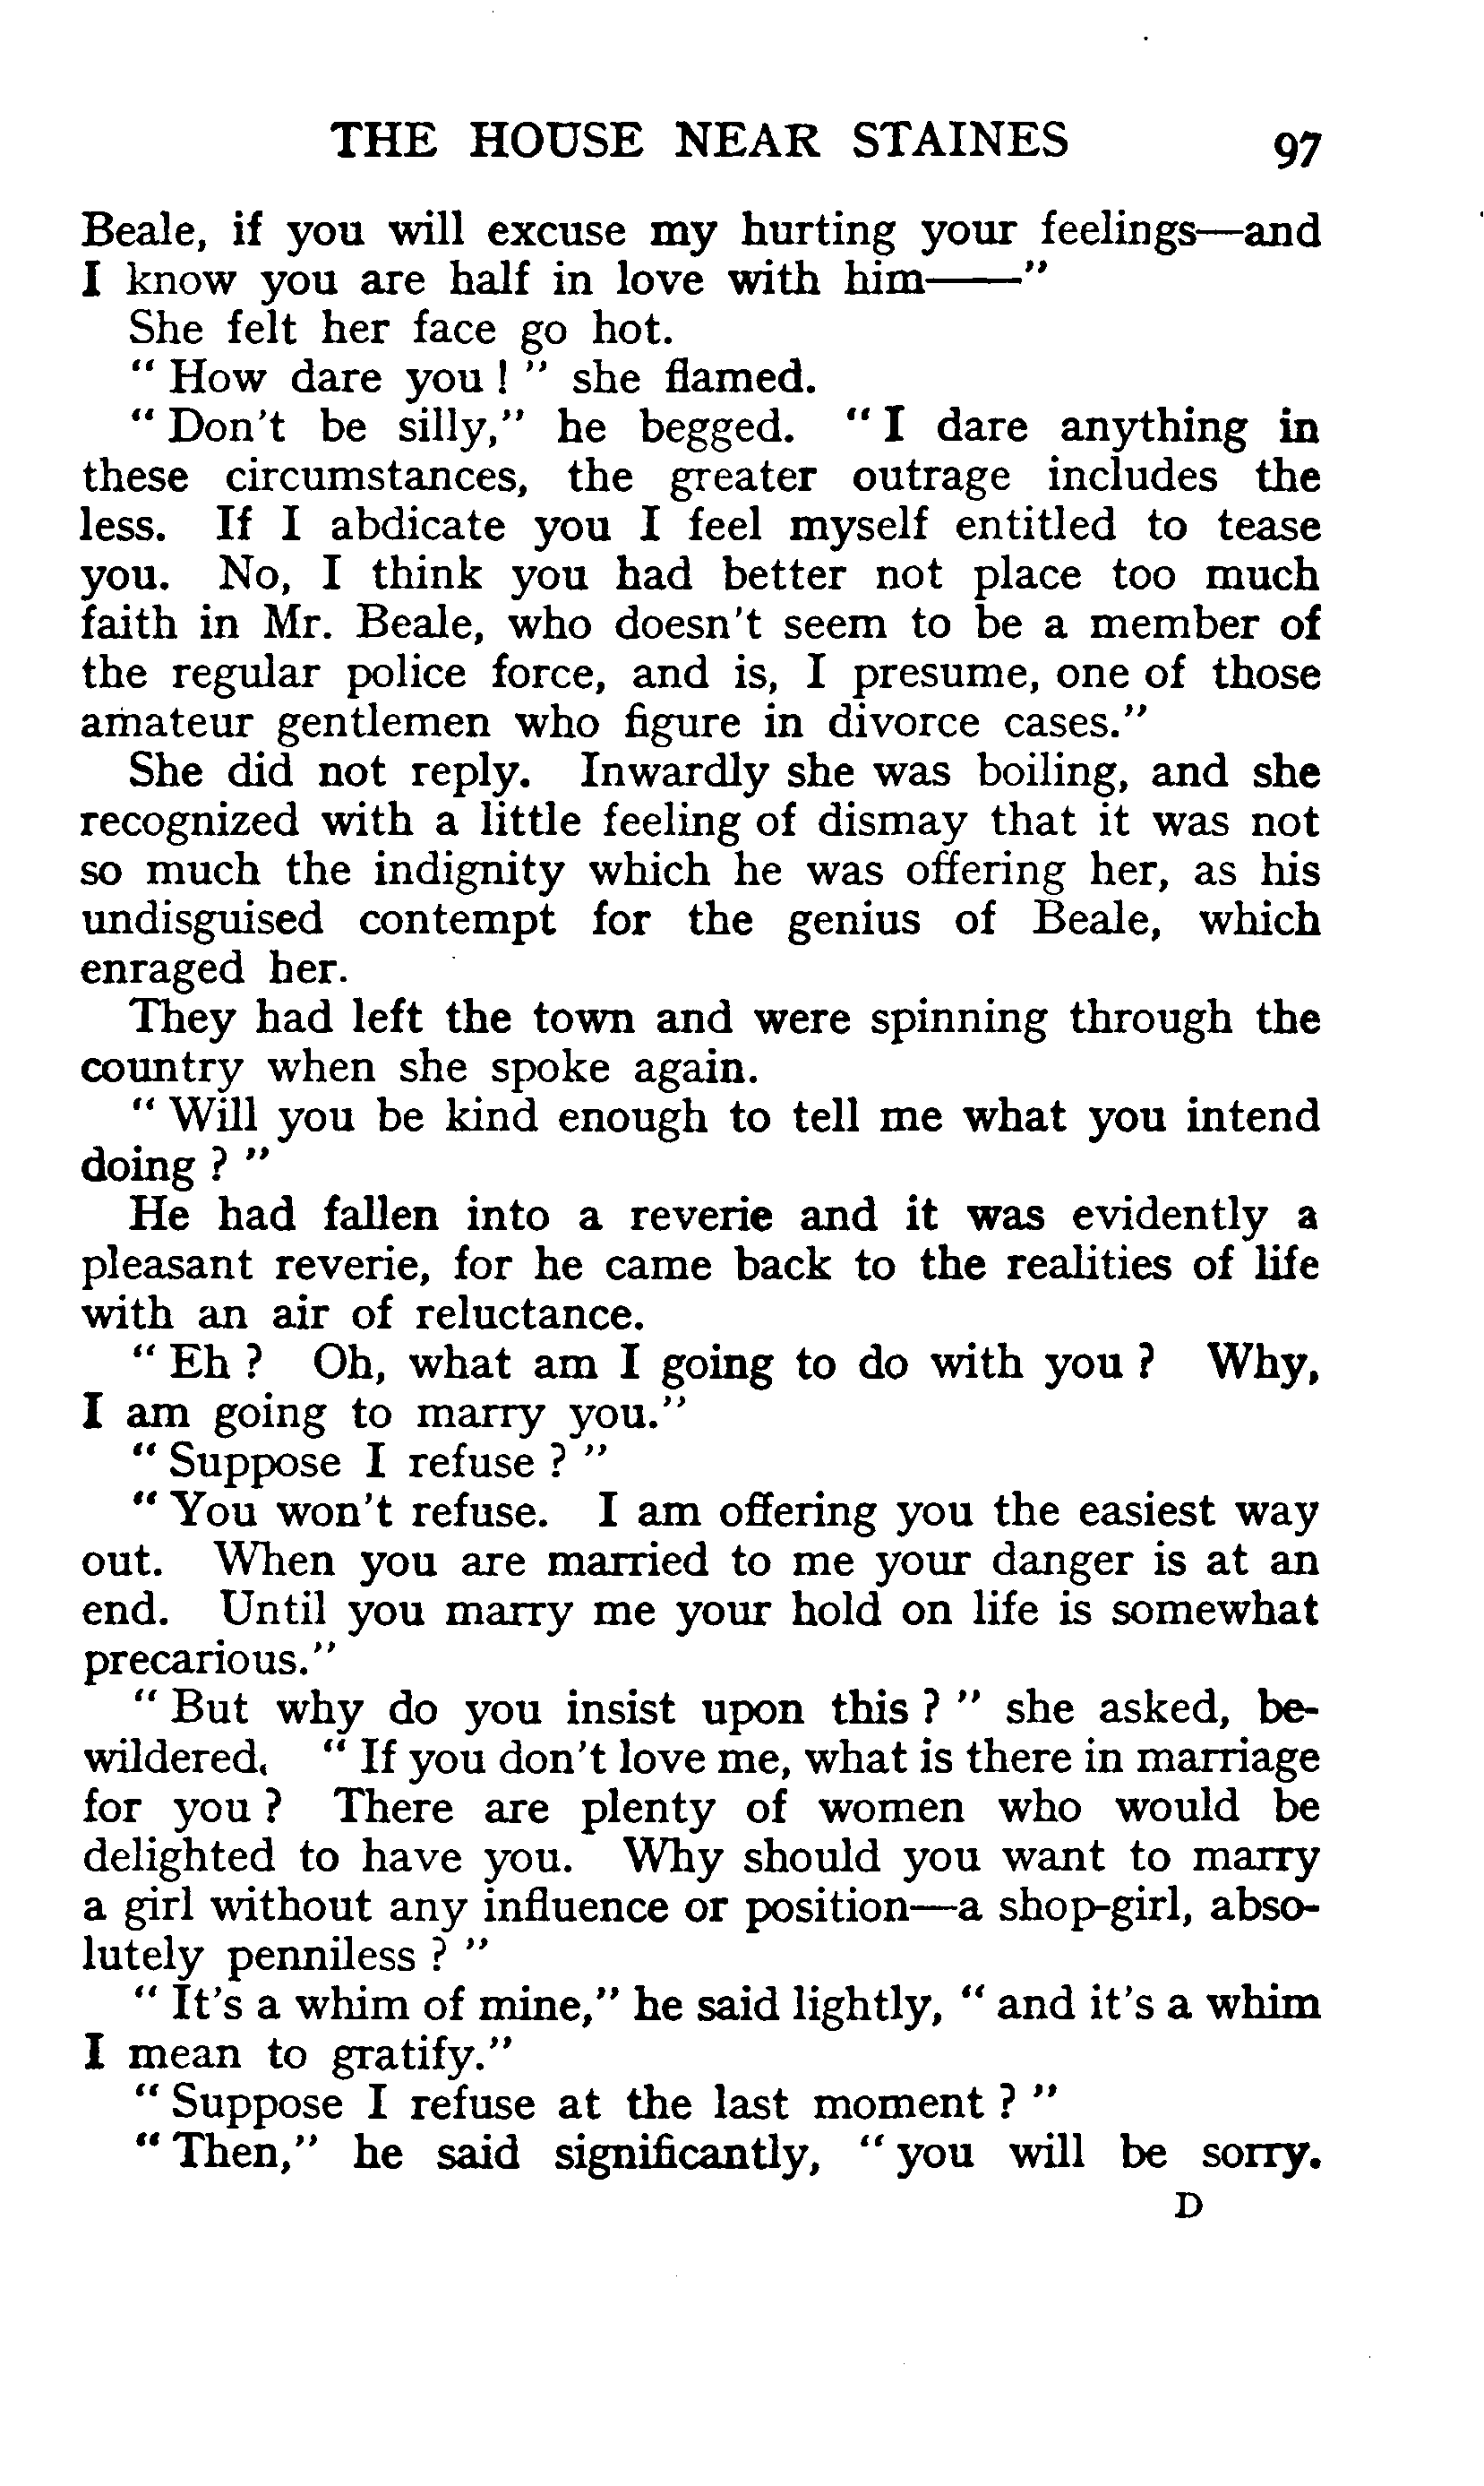 THE HOUSE NEAR STAINES 97
Beale, if you will excuse my hurting your feelings—and
I know you are half in love with him——"
She felt her face go hot.
" How dare you ! " she flamed.
" Don't be silly," he begged. " I dare anything in
these circumstances, the greater outrage includes the
less. If I abdicate you I feel myself entitled to tease
you. No, I think you had better not place too much
faith in Mr. Beale, who doesn't seem to be a member of
the regular police force, and is, I presume, one of those
amateur gentlemen who figure in divorce cases."
She did not reply. Inwardly she was boiling, and she
recognized with a little feeling of dismay that it was not
so much the indignity which he was offering her, as his
undisguised contempt for the genius of Beale, which
enraged her.
They had left the town and were spinning through the
country when she spoke again.
" Will you be kind enough to tell me what you intend
doing ? "
He had fallen into a reverie and it was evidently a
pleasant reverie, for he came back to the realities of life
with an air of reluctance.
" Eh ? Oh, what am I going to do with you ? Why,
I am going to marry you."
" Suppose I refuse ? "
" You won't refuse. I am offering you the easiest way
out. When you are married to me your danger is at an
end. Until you marry me your hold on life is somewhat
precarious."
" But why do you insist upon this ? " she asked, be-
wildered. " If you don't love me, what is there in marriage
for you ? There are plenty of women who would be
delighted to have you. Why should you want to marry
a girl without any influence or position—a shop-girl, abso-
lutely penniless ? "
" It's a whim of mine," he said lightly, " and it's a whim
I mean to gratify."
" Suppose I refuse at the last moment ? "
" Then," he said significantly, " you will be sorry.
D